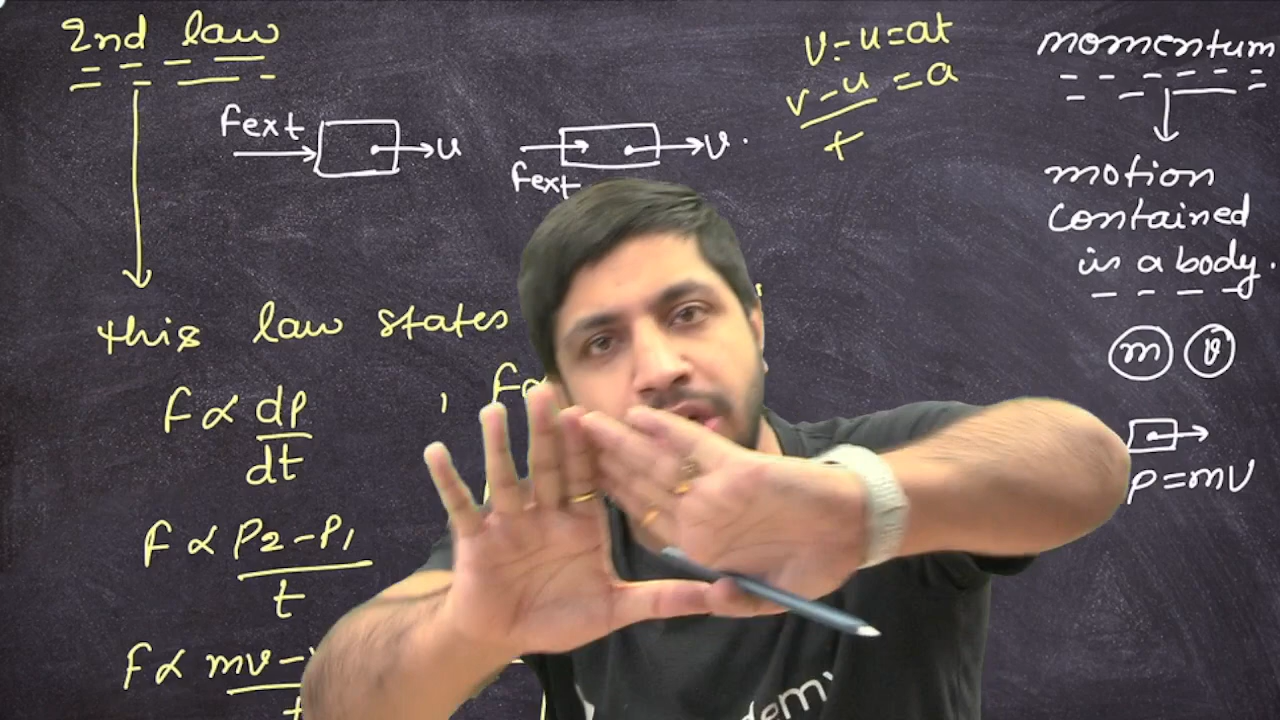 2nd law
Fext
u
Fext
v.
v-u=at
v-u/t = a
momentum
motion
contained
in a body.
m v
p=mv
this law states
F∝ dp/dt , F∝
F∝ P2-P1/t
F∝ mv-
t
demy